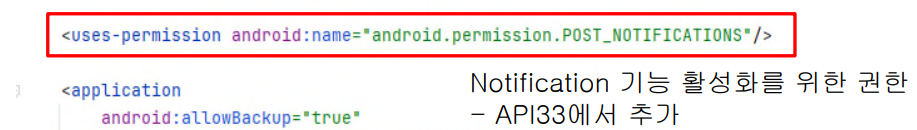 <uses-permission android:name="android.permission.POST_NOTIFICATIONS"/>
<application
android:allowBackup="true"
Notification 기능 활성화를 위한 권한
- API33에서 추가